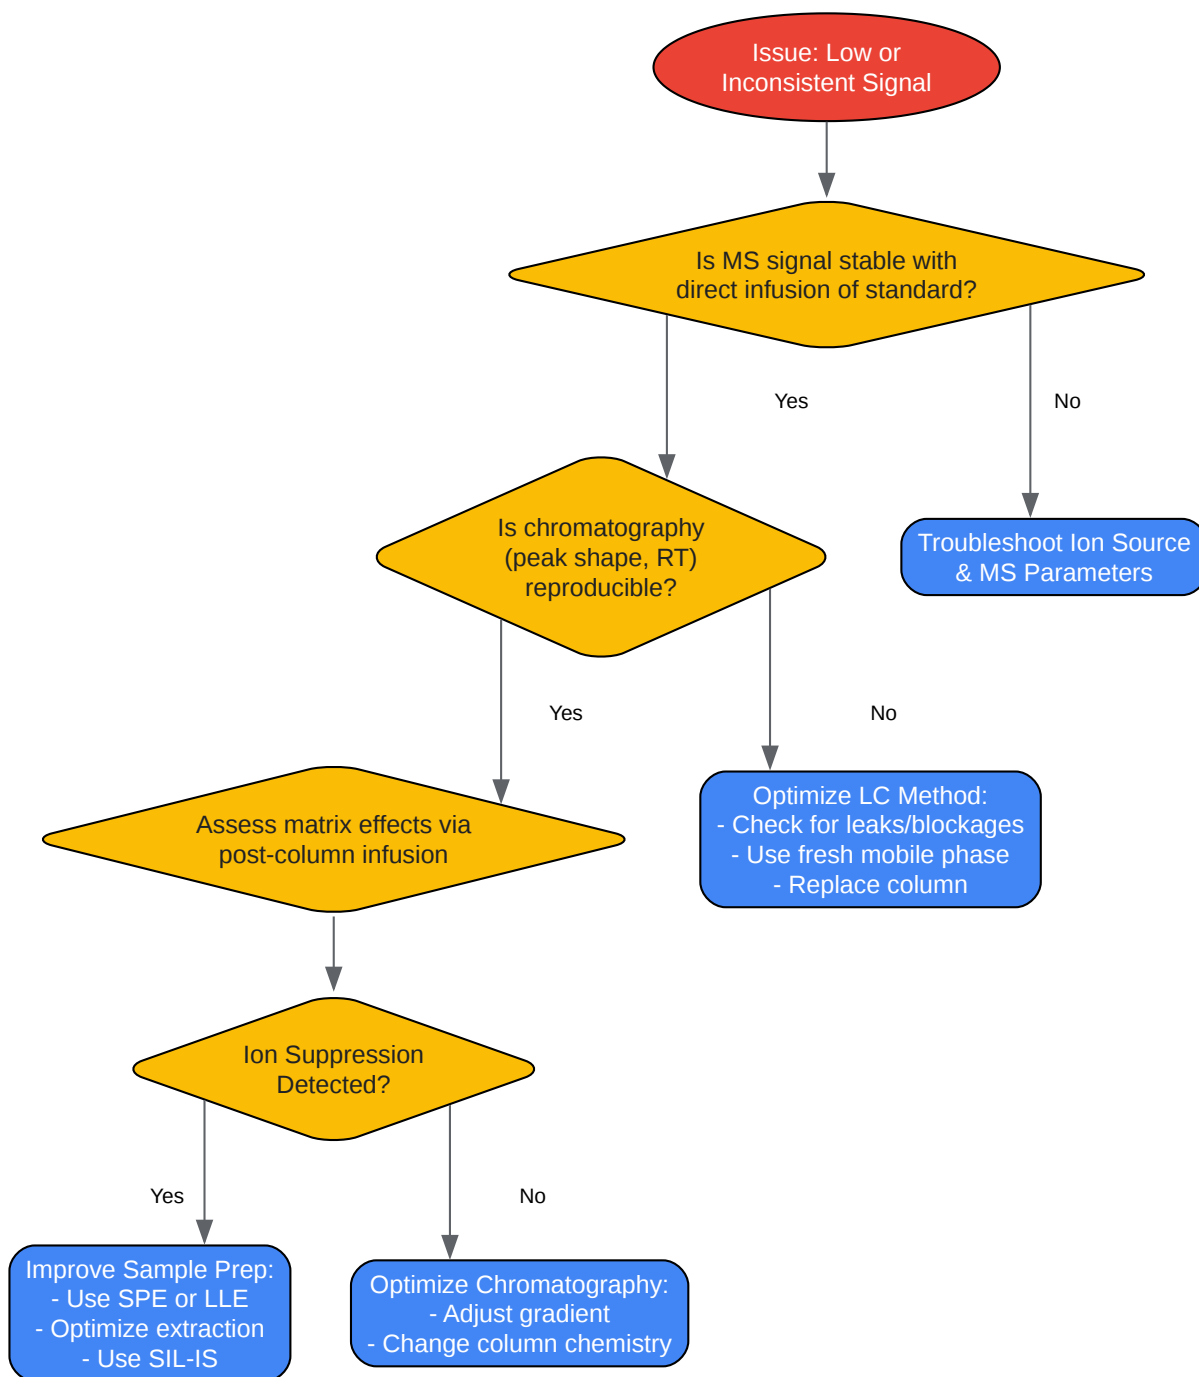 Issue: Low or
Inconsistent Signal
Is MS signal stable with
direct infusion of standard?
Yes
No
Is chromatography
(peak shape, RT)
reproducible?
Troubleshoot Ion Source
& MS Parameters
Yes
No
Assess matrix effects via
post-column infusion
Optimize LC Method:
- Check for leaks/blockages
- Use fresh mobile phase
- Replace column
Ion Suppression
Detected?
Yes
No
Improve Sample Prep:
- Use SPE or LLE
- Optimize extraction
- Use SIL-IS
Optimize Chromatography:
- Adjust gradient
- Change column chemistry